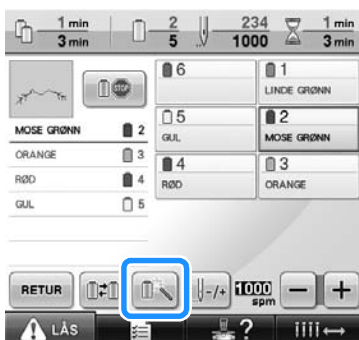 1 min
3 min
2
5
234
1000
1 min
3 min
STOP
6
1
LINDE GRØNN
MOSE GRØNN 2
5
GUL
2
MOSE GRØNN
ORANGE 3
RØD 4
4
RØD
3
ORANGE
GUL 5
RETUR
-/+
1000
spm
- +
LÅS
?